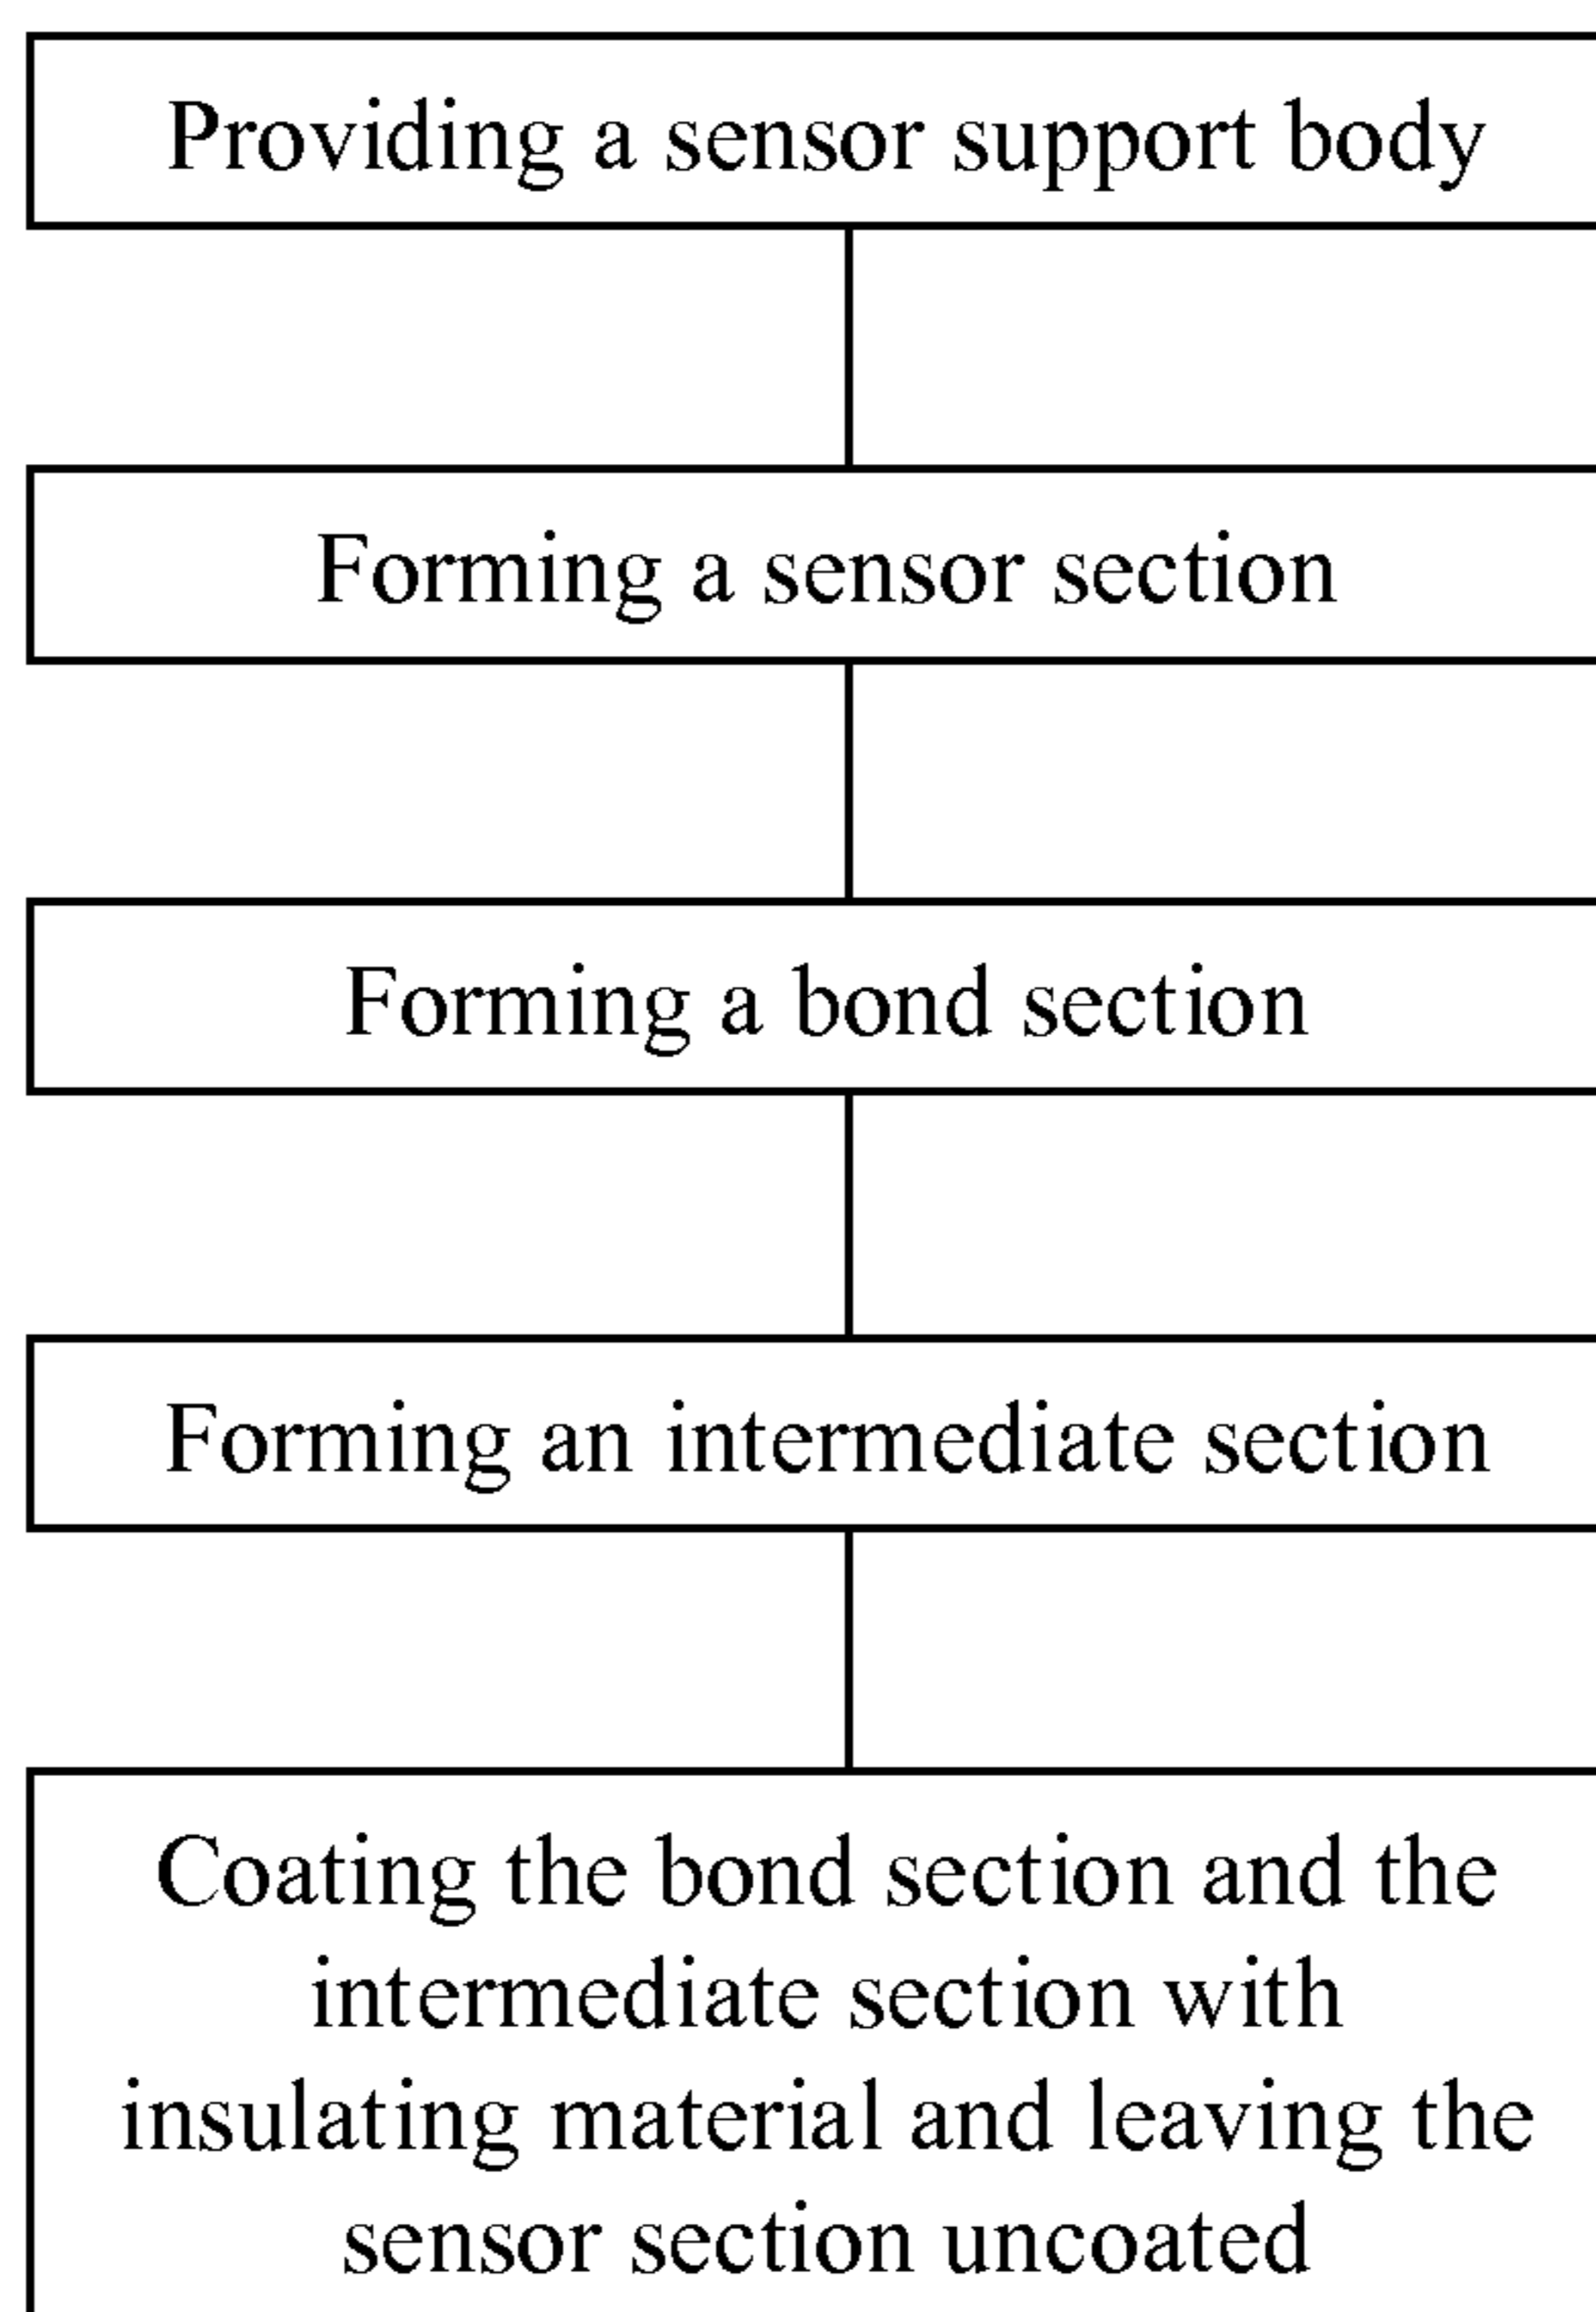 Providing a sensor support body
Forming a sensor section
Forming a bond section
Forming an intermediate section
Coating the bond section and the
intermediate section with
insulating material and leaving the
sensor section uncoated